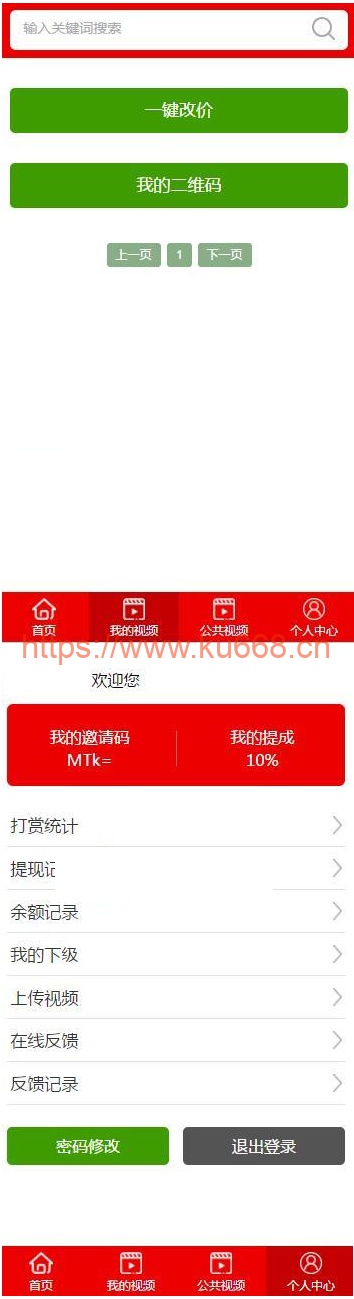 输入关键词搜索
一键改价
我的二维码
上一页 1 下一页
首页 我的视频 公共视频 个人中心
https://www.ku668.cn
欢迎您
我的邀请码 我的提成
MTk= 10%
打赏统计
提现记
余额记录
我的下级
上传视频
在线反馈
反馈记录
密码修改 退出登录
首页 我的视频 公共视频 个人中心